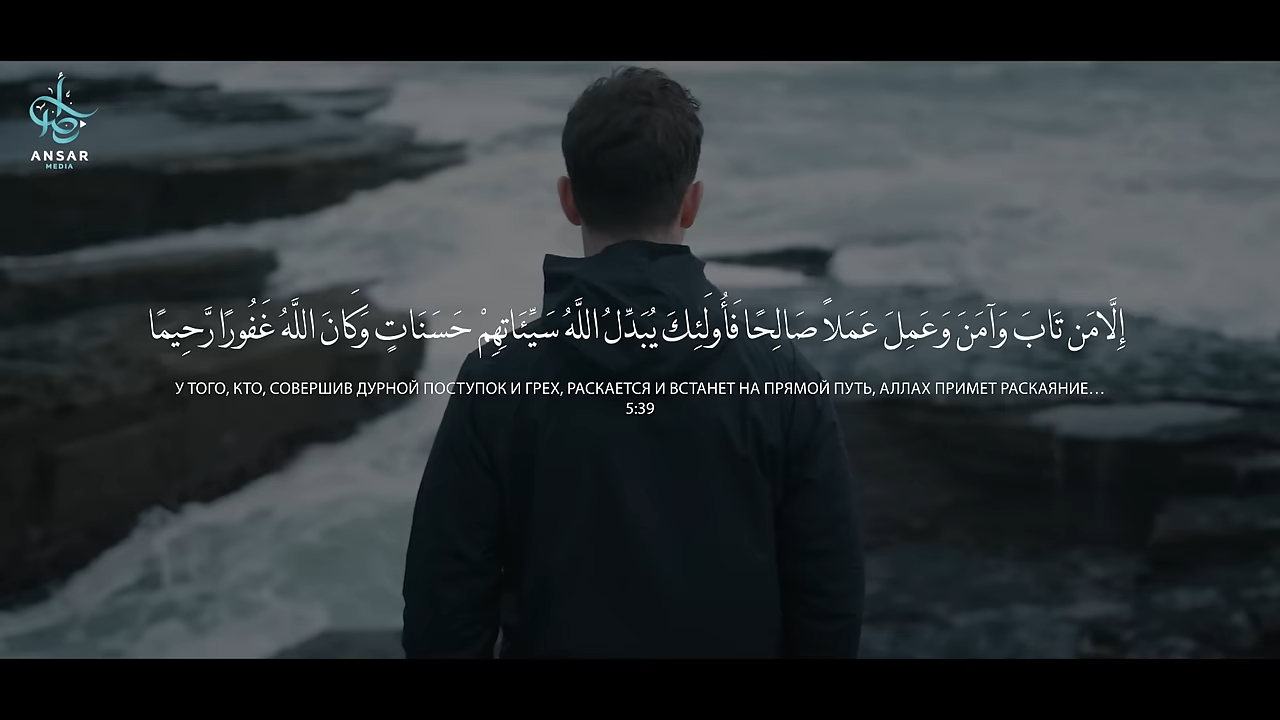 ANSAR
MEDIA
إِلَّا مَن تَابَ وَآمَنَ وَعَمِلَ عَمَلًا صَالِحًا فَأُولَٰئِكَ يُبَدِّلُ اللَّهُ سَيِّئَاتِهِمْ حَسَنَاتٍ وَكَانَ اللَّهُ غَفُورًا رَّحِيمًا
У ТОГО, КТО, СОВЕРШИВ ДУРНОЙ ПОСТУПОК И ГРЕХ, РАСКАЕТСЯ И ВСТАНЕТ НА ПРЯМОЙ ПУТЬ, АЛЛАХ ПРИМЕТ РАСКАЯНИЕ...
5:39